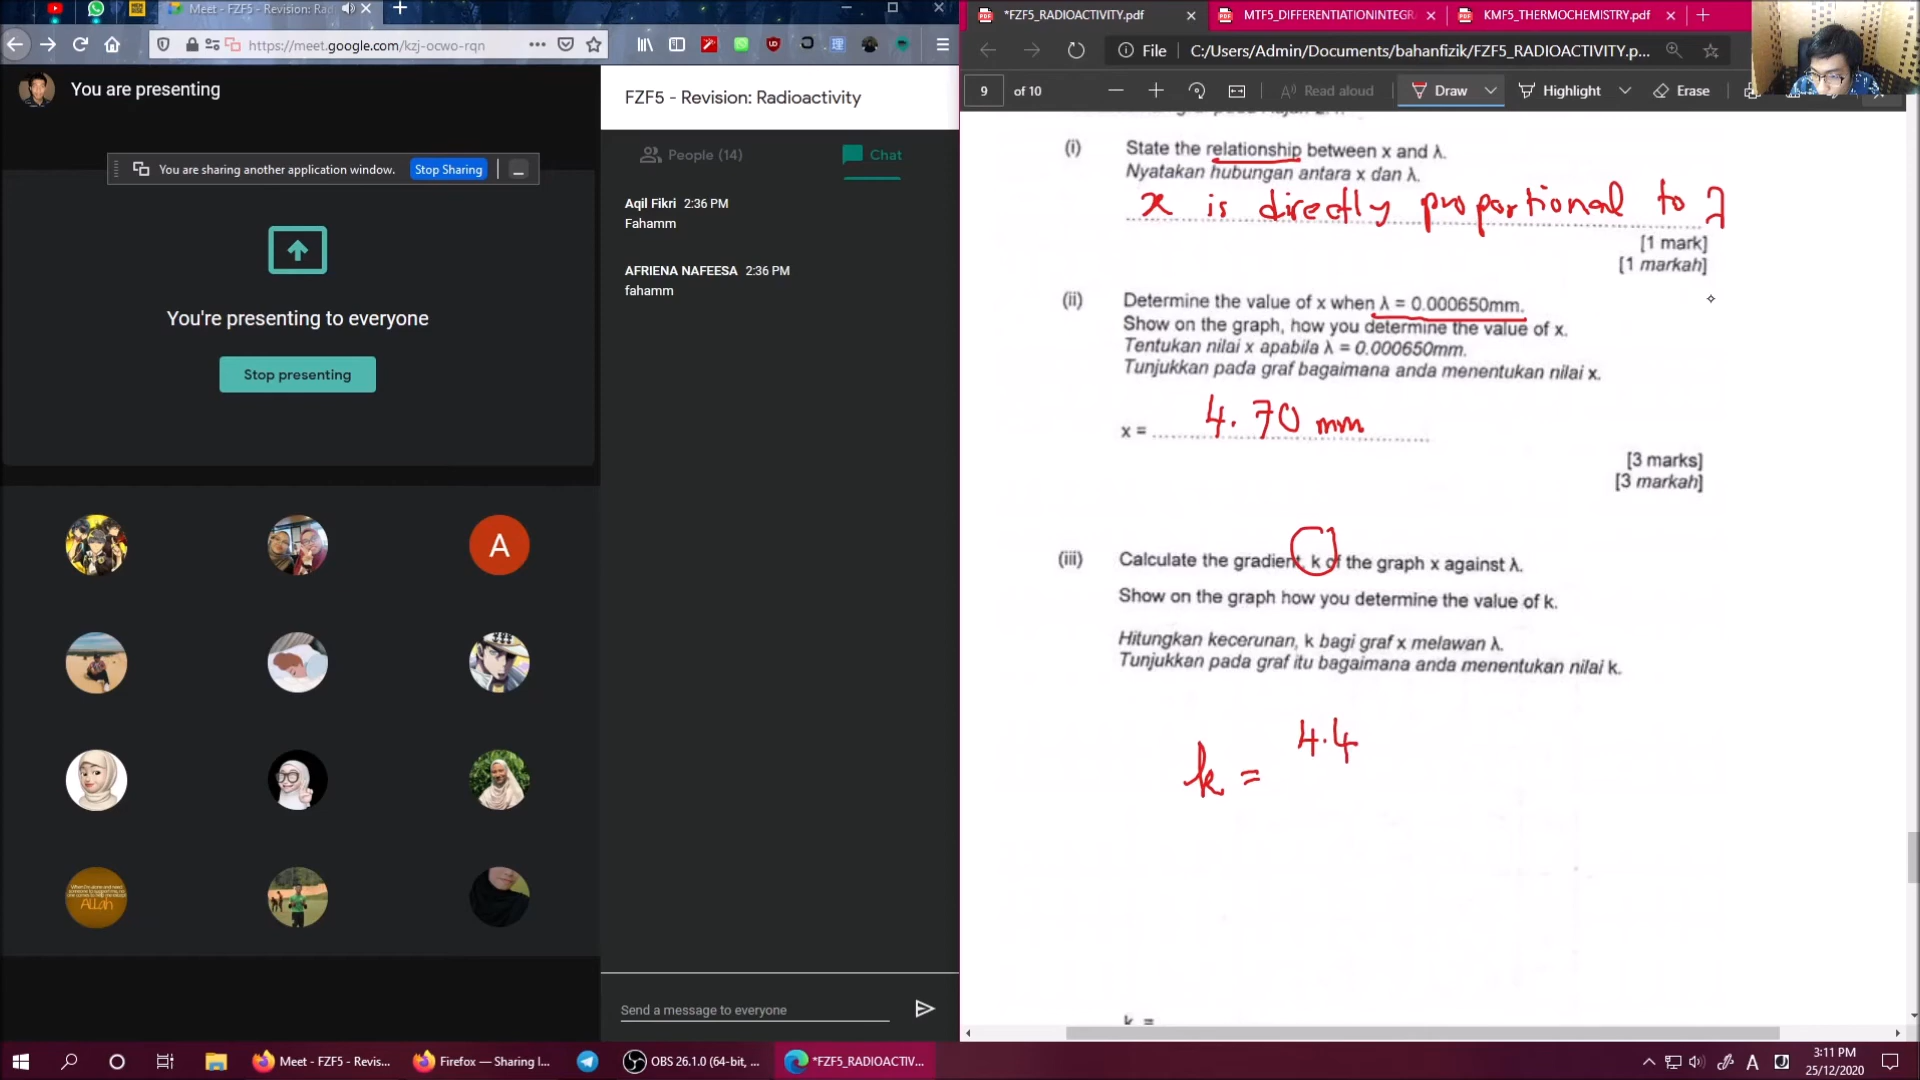 Meet - FZF5 - Revision: Rad
https://meet.google.com/kzj-ocwo-rqn
You are presenting
You are sharing another application window.
Stop Sharing
You're presenting to everyone
Stop presenting
A
ALLAH
FZF5 - Revision: Radioactivity
People (14)
Chat
Aqil Fikri 2:36 PM
Fahamm
AFRIENA NAFEESA 2:36 PM
fahamm
Send a message to everyone
*FZF5_RADIOACTIVITY.pdf
MTF5_DIFFERENTIATIONINTEGR
KMF5_THERMOCHEMISTRY.pdf
File
C:/Users/Admin/Documents/bahanfizik/FZF5_RADIOACTIVITY.p...
9 of 10
Read aloud
Draw
Highlight
Erase
(i) State the relationship between x and λ.
Nyatakan hubungan antara x dan λ.
x is directly proportional to λ
[1 mark]
[1 markah]
(ii) Determine the value of x when λ = 0.000650mm.
Show on the graph, how you determine the value of x.
Tentukan nilai x apabila λ = 0.000650mm.
Tunjukkan pada graf bagaimana anda menentukan nilai x.
x = 4.70 mm
[3 marks]
[3 markah]
(iii) Calculate the gradient, k of the graph x against λ.
Show on the graph how you determine the value of k.
Hitungkan kecerunan, k bagi graf x melawan λ.
Tunjukkan pada graf itu bagaimana anda menentukan nilai k.
4.4
k =
k =
Meet - FZF5 - Revis...
Firefox — Sharing I...
OBS 26.1.0 (64-bit, ...
*FZF5_RADIOACTIV...
A
3:11 PM
25/12/2020